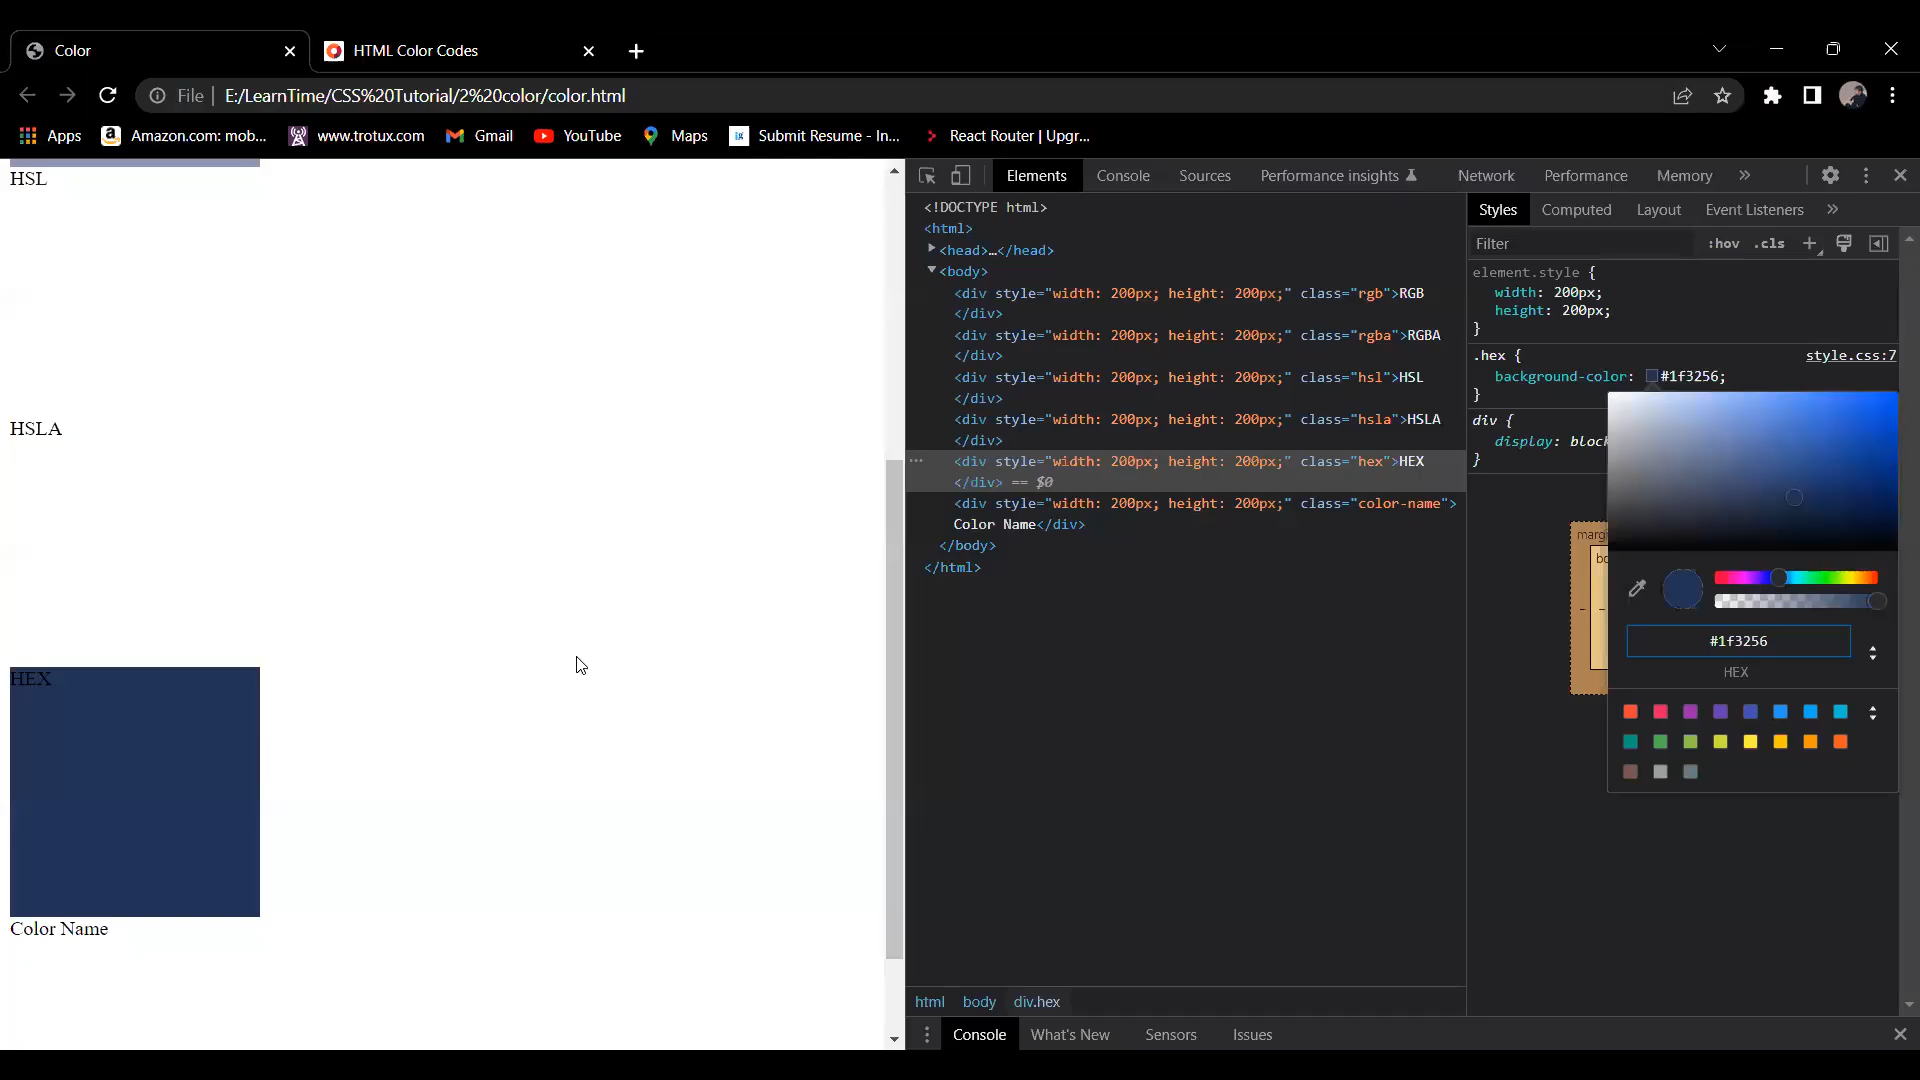 Color
HTML Color Codes
File
E:/LearnTime/CSS%20Tutorial/2%20color/color.html
Apps
Amazon.com: mob...
www.trotux.com
Gmail
YouTube
Maps
Submit Resume - In...
React Router | Upgr...
HSL
HSLA
HEX
Color Name
Elements
Console
Sources
Performance insights
Network
Performance
Memory
<!DOCTYPE html>
<html>
<head>…</head>
<body>
<div style="width: 200px; height: 200px;" class="rgb">RGB
</div>
<div style="width: 200px; height: 200px;" class="rgba">RGBA
</div>
<div style="width: 200px; height: 200px;" class="hsl">HSL
</div>
<div style="width: 200px; height: 200px;" class="hsla">HSLA
</div>
<div style="width: 200px; height: 200px;" class="hex">HEX
</div> == $0
<div style="width: 200px; height: 200px;" class="color-name">
Color Name</div>
</body>
</html>
html body div.hex
Styles
Computed
Layout
Event Listeners
Filter
:hov .cls
element.style {
width: 200px;
height: 200px;
}
.hex { style.css:7
background-color: #1f3256;
}
div {
display: block
}
margi
bo
#1f3256
HEX
Console
What's New
Sensors
Issues